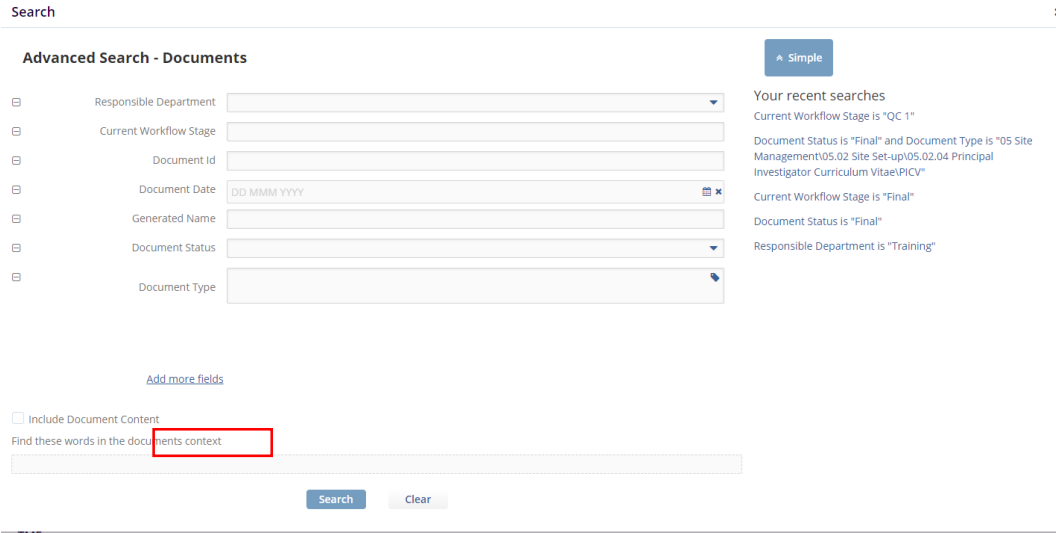 Search
Advanced Search - Documents
Simple
Responsible Department
Current Workflow Stage
Document Id
Document Date
DD MMM YYYY
Generated Name
Document Status
Document Type
Add more fields
Include Document Content
Find these words in the documents context
Search
Clear
Your recent searches
Current Workflow Stage is "QC 1"
Document Status is "Final" and Document Type is "05 Site
Management\05.02 Site Set-up\05.02.04 Principal
Investigator Curriculum Vitae\PICV"
Current Workflow Stage is "Final"
Document Status is "Final"
Responsible Department is "Training"